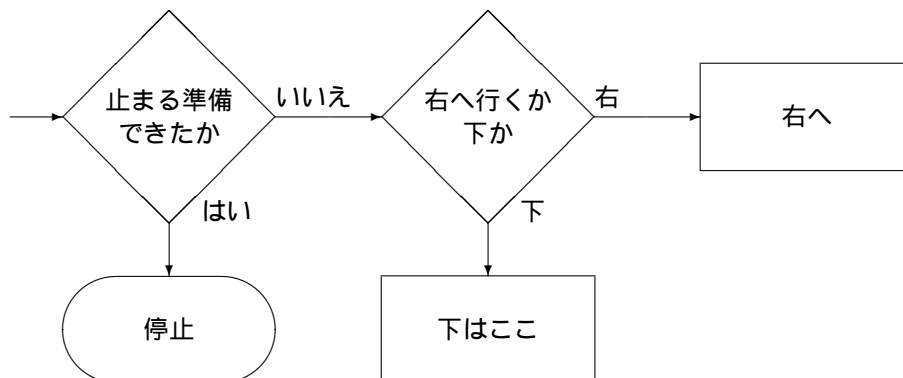 止まる準備
できたか
いいえ
右へ行くか
下か
右
右へ
はい
下
停止
下はここ